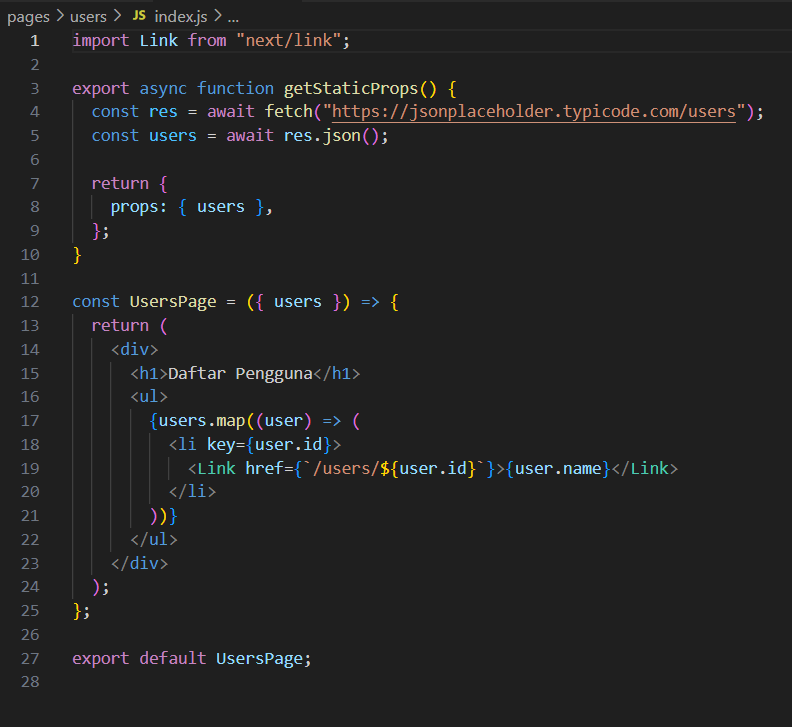 pages > users > JS index.js > ...
1 import Link from "next/link";
2
3 export async function getStaticProps() {
4   const res = await fetch("https://jsonplaceholder.typicode.com/users");
5   const users = await res.json();
6
7   return {
8     props: { users },
9   };
10 }
11
12 const UsersPage = ({ users }) => {
13   return (
14     <div>
15       <h1>Daftar Pengguna</h1>
16       <ul>
17         {users.map((user) => (
18           <li key={user.id}>
19             <Link href={`/users/${user.id}`}>{user.name}</Link>
20           </li>
21         ))}
22       </ul>
23     </div>
24   );
25 };
26
27 export default UsersPage;
28